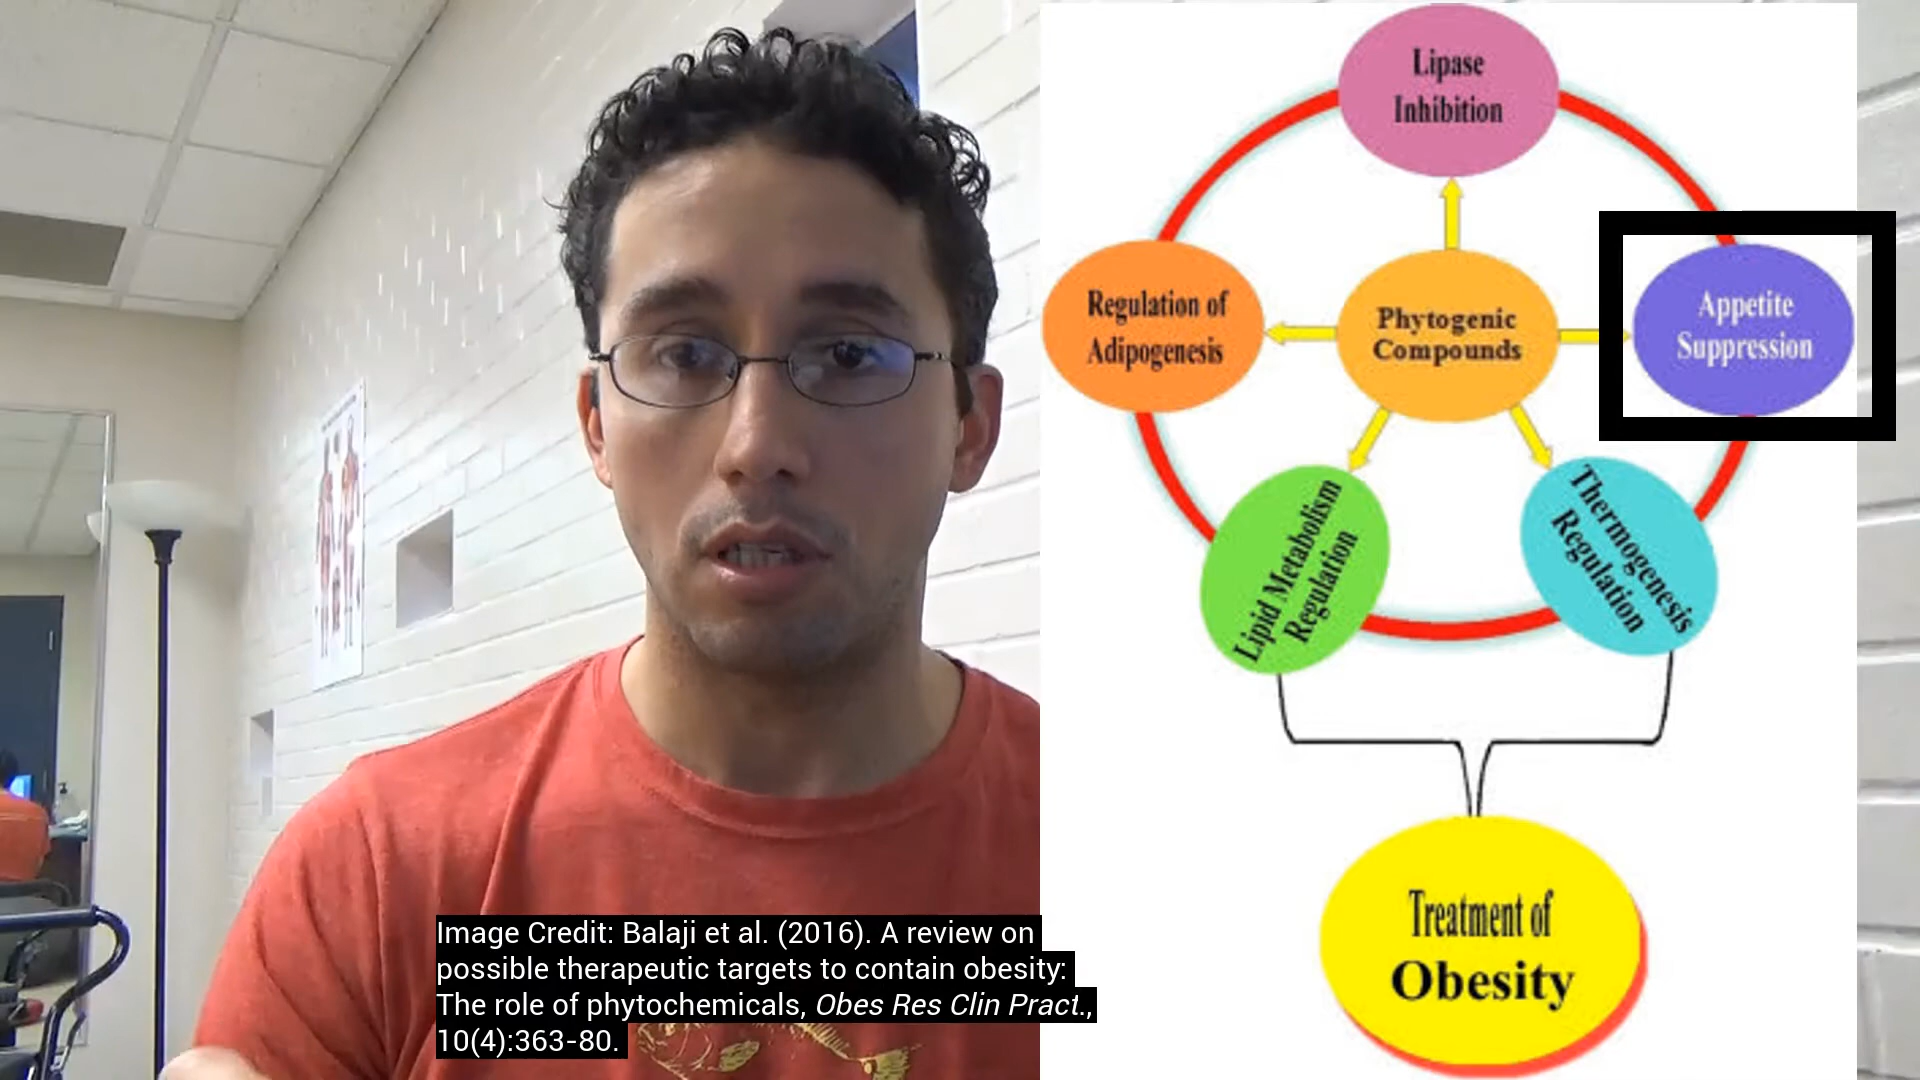 Lipase
Inhibition
Regulation of
Adipogenesis
Phytogenic
Compounds
Appetite
Suppression
Lipid Metabolism
Regulation
Thermogenesis
Regulation
Treatment of
Obesity
Image Credit: Balaji et al. (2016). A review on
possible therapeutic targets to contain obesity:
The role of phytochemicals, Obes Res Clin Pract.,
10(4):363-80.